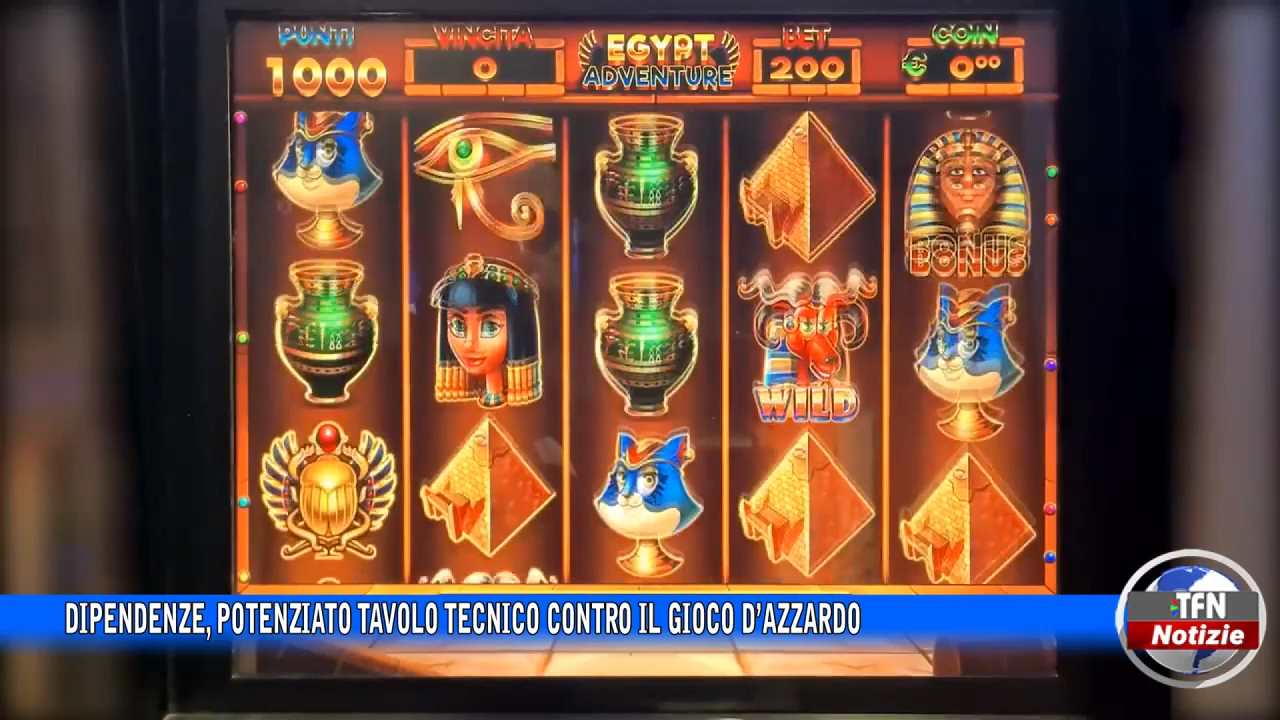 PUNTI
1000
VINCITA
0
EGYPT
ADVENTURE
BET
200
COIN
€ 0⁰⁰
BONUS
WILD
DIPENDENZE, POTENZIATO TAVOLO TECNICO CONTRO IL GIOCO D'AZZARDO
TFN
Notizie